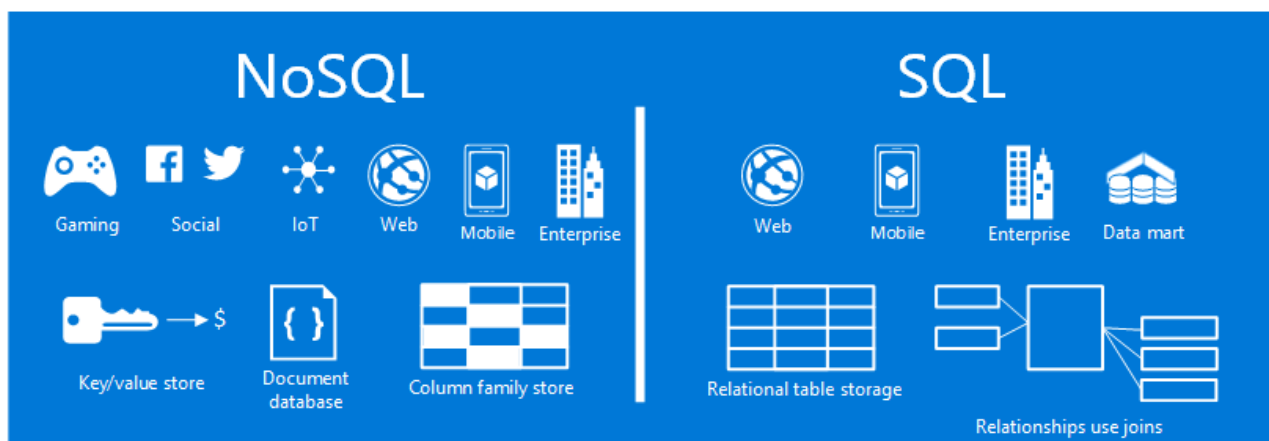 NoSQL
SQL
Gaming
Social
IoT
Web
Mobile
Enterprise
Web
Mobile
Enterprise
Data mart
$
{ }
Key/value store
Document
database
Column family store
Relational table storage
Relationships use joins